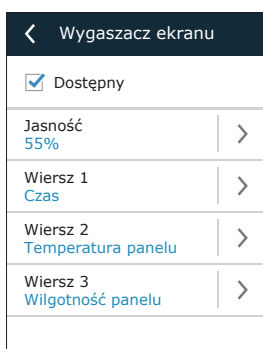 Wygaszacz ekranu
Dostępny
Jasność
55%
Wiersz 1
Czas
Wiersz 2
Temperatura panelu
Wiersz 3
Wilgotność panelu